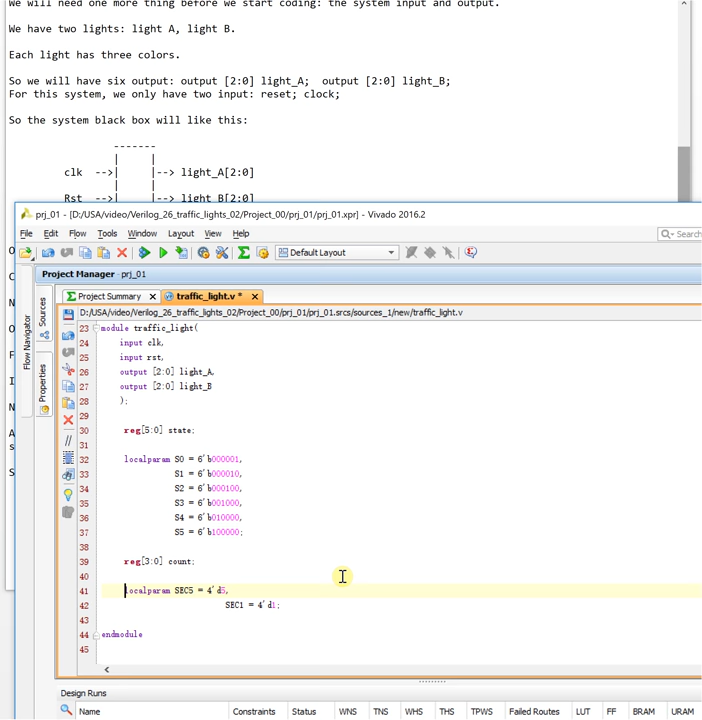 We will need one more thing before we start coding: the system input and output.
We have two lights: light A, light B.
Each light has three colors.
So we will have six output: output [2:0] light_A;  output [2:0] light_B;
For this system, we only have two input: reset; clock;
So the system black box will like this:
-------
|     |
clk  -->|     |--> light_A[2:0]
|     |
Rst  -->|     |--> light_B[2:0]
prj_01 - [D:/USA/video/Verilog_26_traffic_lights_02/Project_00/prj_01/prj_01.xpr] - Vivado 2016.2
File Edit Flow Tools Window Layout View Help
Search
Default Layout
Project Manager - prj_01
Project Summary
traffic_light.v *
D:/USA/video/Verilog_26_traffic_lights_02/Project_00/prj_01/prj_01.srcs/sources_1/new/traffic_light.v
Flow Navigator
Sources
Properties
23 module traffic_light(
24 input clk,
25 input rst,
26 output [2:0] light_A,
27 output [2:0] light_B
28 );
29
30 reg[5:0] state;
31
32 localparam S0 = 6'b000001,
33 S1 = 6'b000010,
34 S2 = 6'b000100,
35 S3 = 6'b001000,
36 S4 = 6'b010000,
37 S5 = 6'b100000;
38
39 reg[3:0] count;
40
41 localparam SEC5 = 4'd5,
42 SEC1 = 4'd1;
43
44 endmodule
45
Design Runs
Name Constraints Status WNS TNS WHS THS TPWS Failed Routes LUT FF BRAM URAM